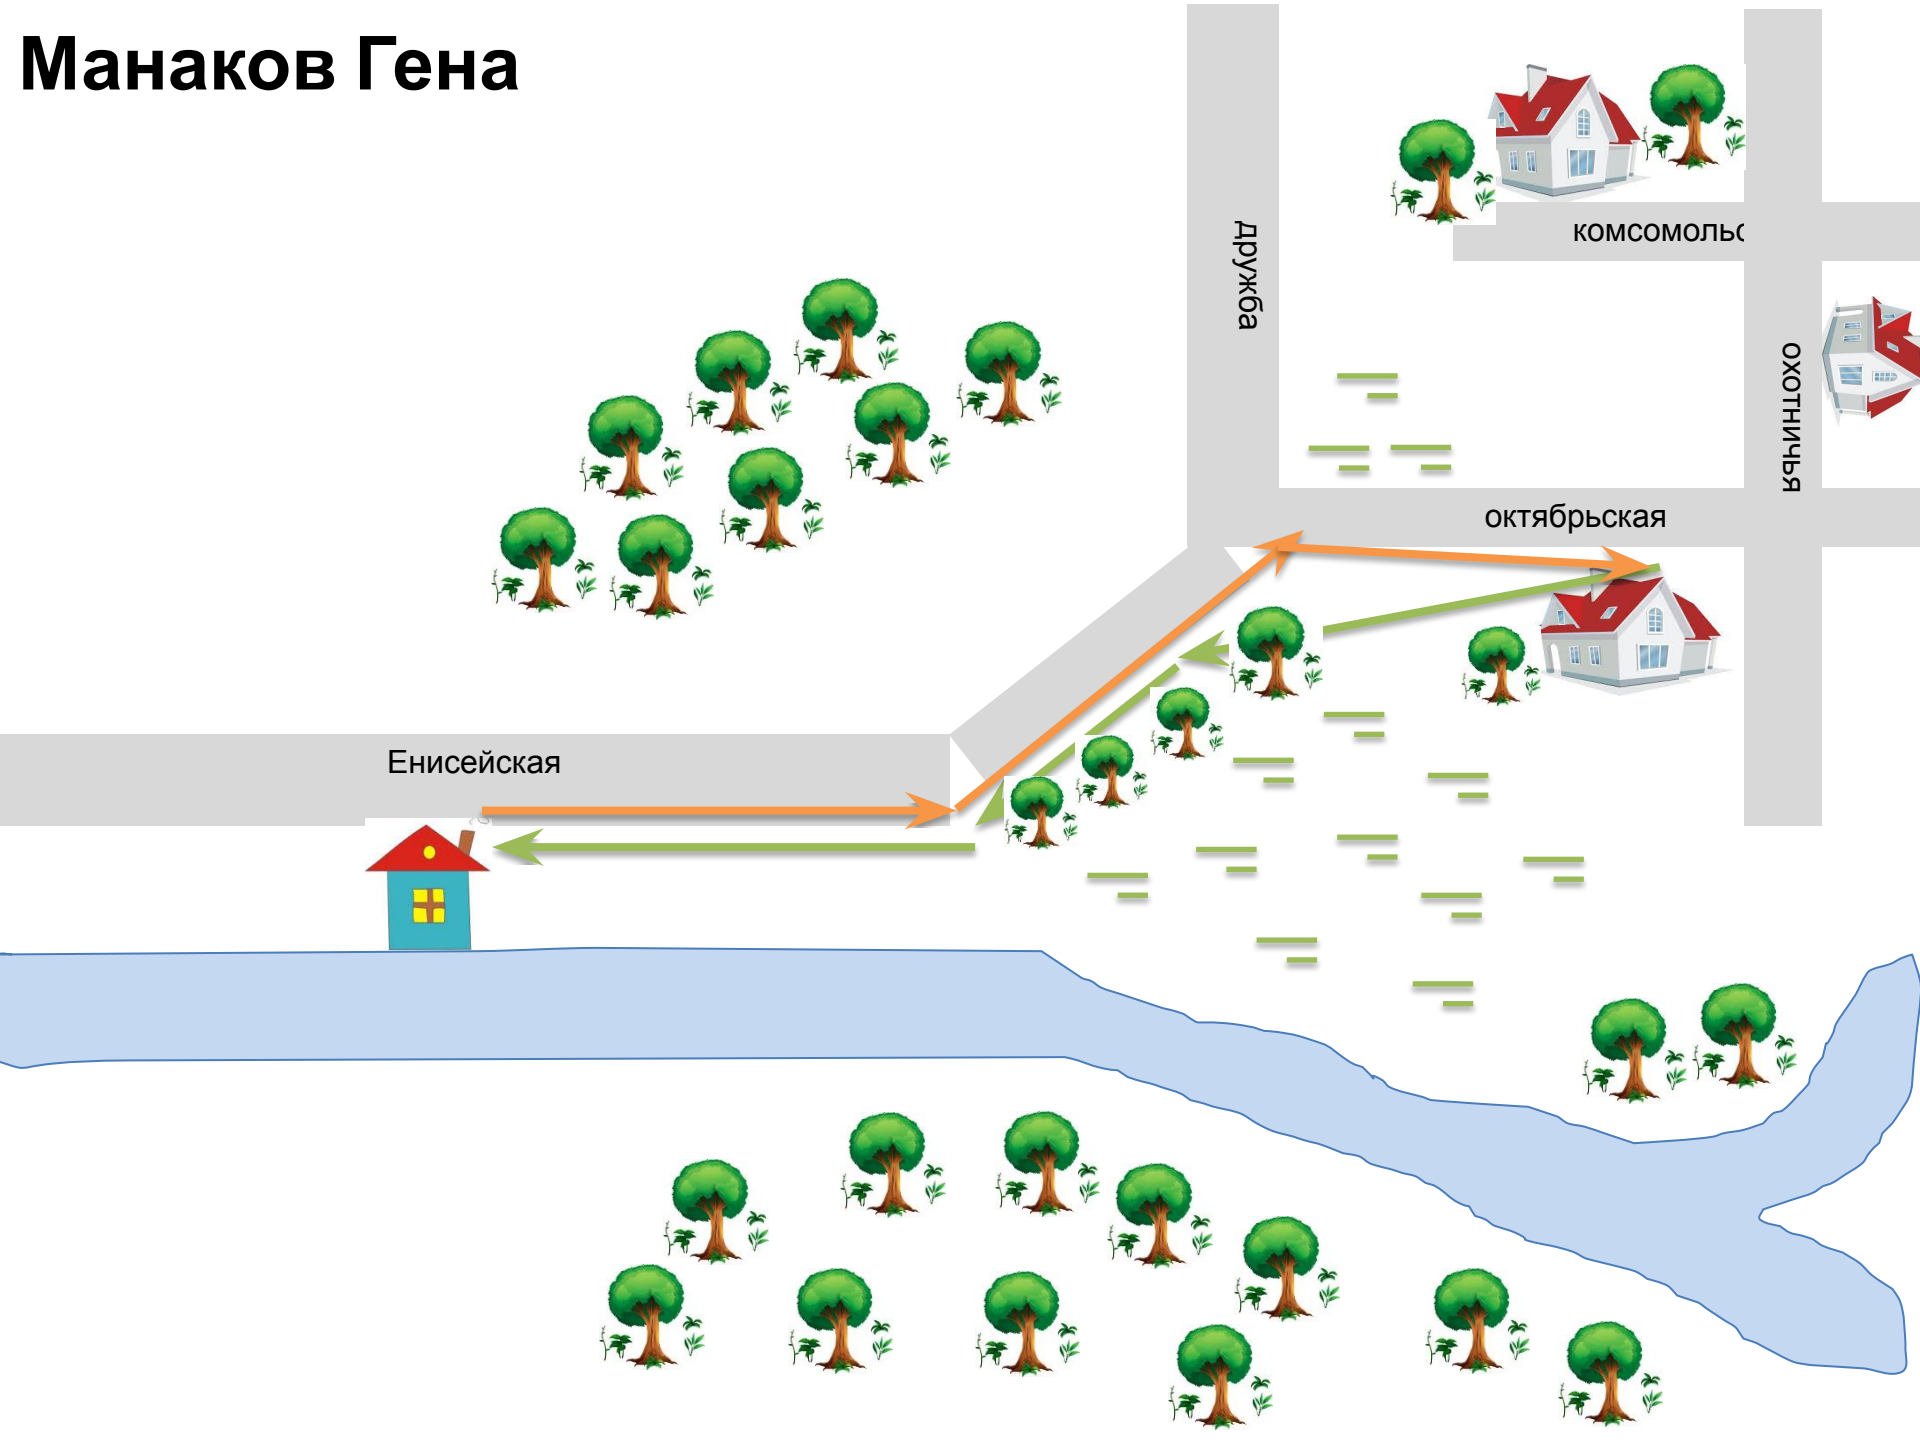 Манаков Гена
дружба
комсомольс
охотничья
октябрьская
Енисейская